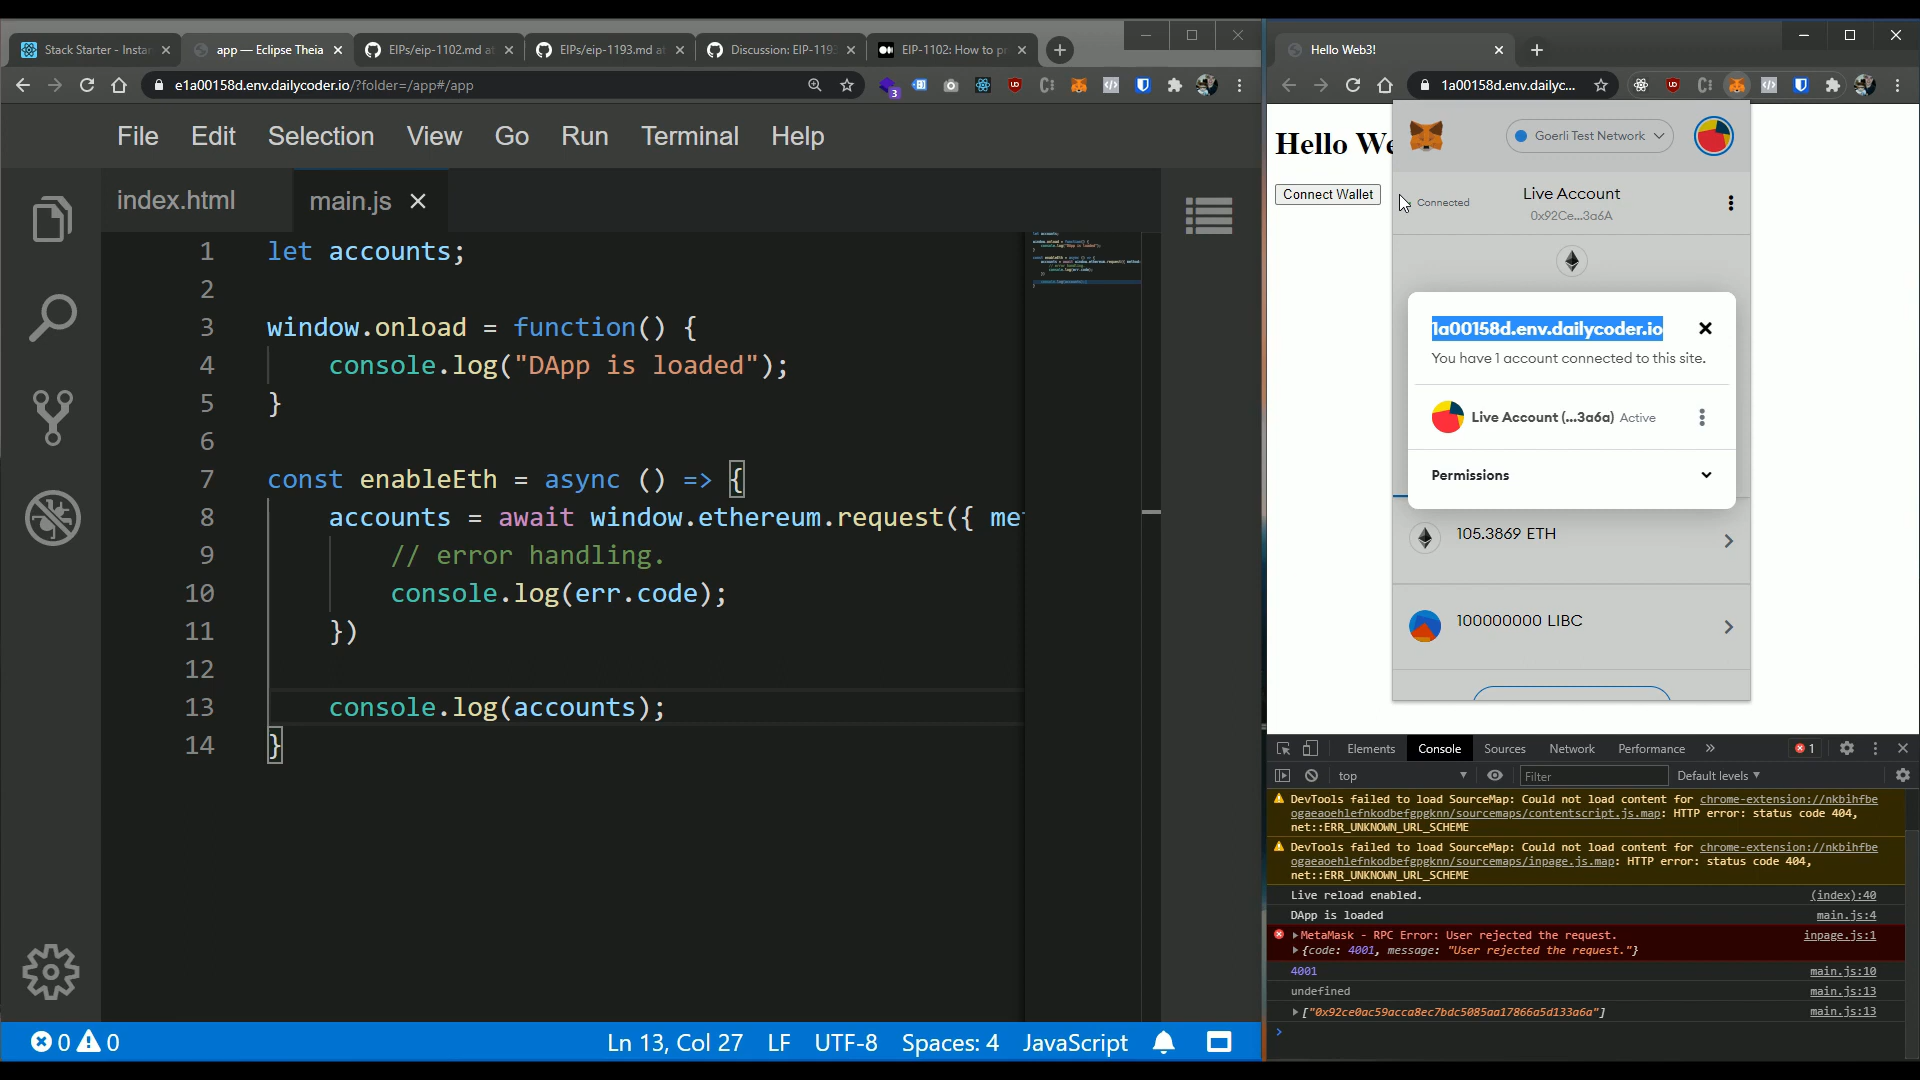 Stack Starter - Instar
app — Eclipse Theia
EIPs/eip-1102.md at
EIPs/eip-1193.md at
Discussion: EIP-1193
EIP-1102: How to pr
e1a00158d.env.dailycoder.io/?folder=/app#/app
3
File Edit Selection View Go Run Terminal Help
index.html
main.js
1 let accounts;
2
3 window.onload = function() {
4 console.log("DApp is loaded");
5 }
6
7 const enableEth = async () => {
8 accounts = await window.ethereum.request({ me
9 // error handling.
10 console.log(err.code);
11 })
12
13 console.log(accounts);
14 }
0 0
Ln 13, Col 27 LF UTF-8 Spaces: 4 JavaScript
Hello Web3!
1a00158d.env.dailyc...
Hello We
Connect Wallet
Goerli Test Network
Connected
Live Account
0x92Ce...3a6A
1a00158d.env.dailycoder.io
You have 1 account connected to this site.
Live Account (...3a6a) Active
Permissions
105.3869 ETH
100000000 LIBC
Elements Console Sources Network Performance » 1
top Filter Default levels
DevTools failed to load SourceMap: Could not load content for chrome-extension://nkbihfbe
ogaeaoehlefnkodbefgpgknn/sourcemaps/contentscript.js.map: HTTP error: status code 404,
net::ERR_UNKNOWN_URL_SCHEME
DevTools failed to load SourceMap: Could not load content for chrome-extension://nkbihfbe
ogaeaoehlefnkodbefgpgknn/sourcemaps/inpage.js.map: HTTP error: status code 404,
net::ERR_UNKNOWN_URL_SCHEME
Live reload enabled. (index):40
DApp is loaded main.js:4
MetaMask - RPC Error: User rejected the request. inpage.js:1
{code: 4001, message: "User rejected the request."}
4001 main.js:10
undefined main.js:13
["0x92ce0ac59acca8ec7bdc5085aa17866a5d133a6a"] main.js:13